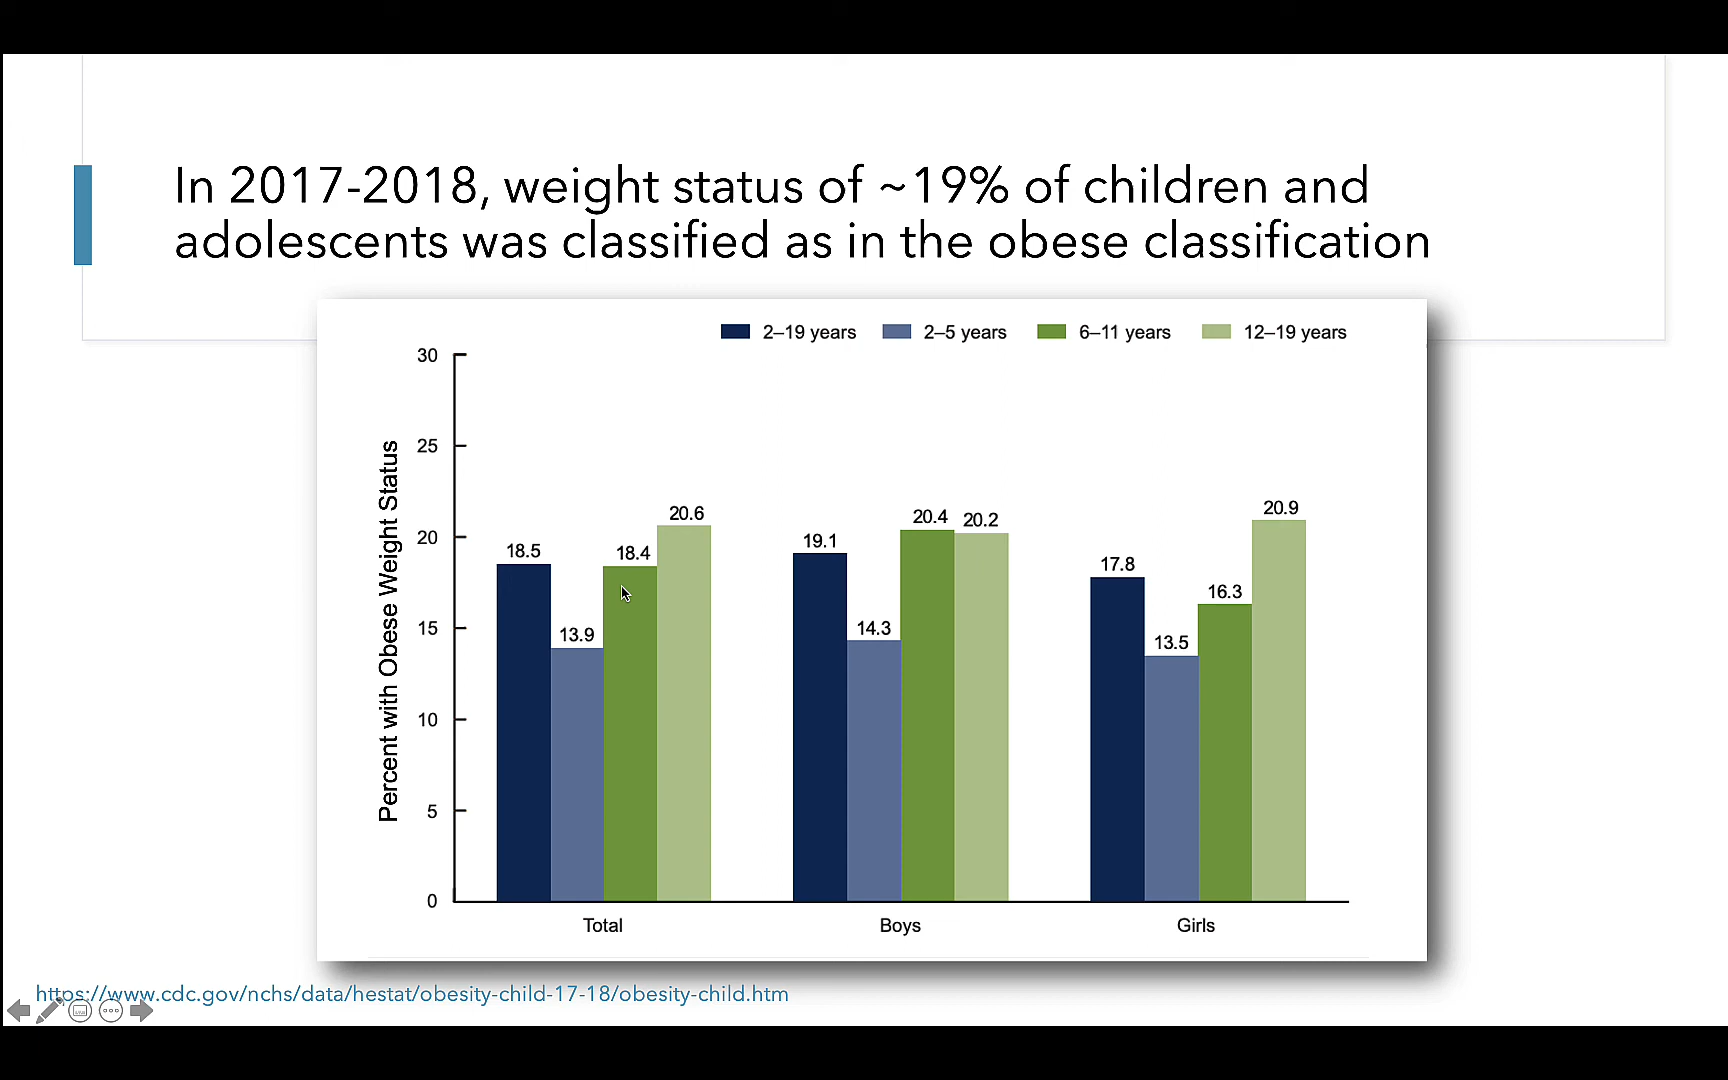 In 2017-2018, weight status of ~19% of children and
adolescents was classified as in the obese classification
2–19 years 2–5 years 6–11 years 12–19 years
Percent with Obese Weight Status
30
25
20
15
10
5
0
18.5 13.9 18.4 20.6
19.1 14.3 20.4 20.2
17.8 13.5 16.3 20.9
Total Boys Girls
https://www.cdc.gov/nchs/data/hestat/obesity-child-17-18/obesity-child.htm